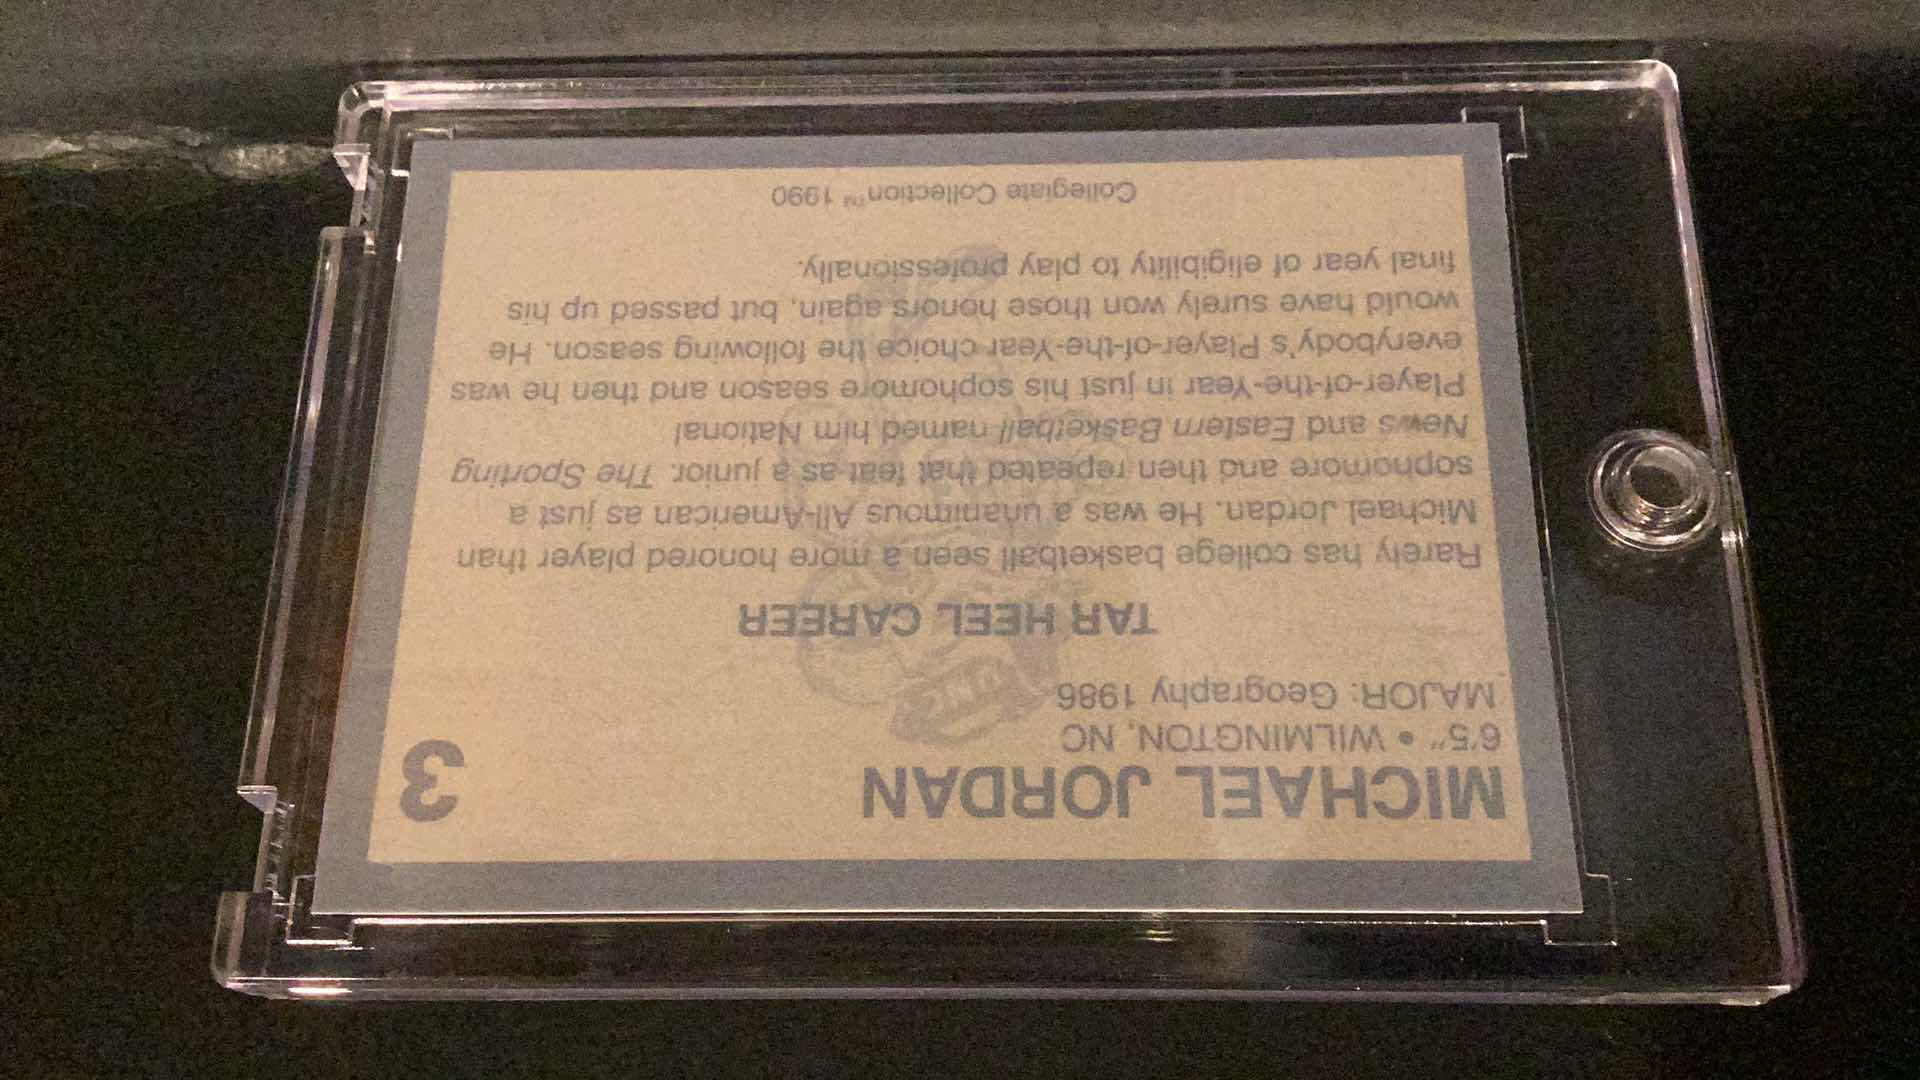 MICHAEL JORDAN 3
6'5" • WILMINGTON, NC
MAJOR: Geography 1986
UNC
TAR HEEL CAREER
Rarely has college basketball seen a more honored player than
Michael Jordan. He was a unanimous All-American as just a
sophomore and then repeated that feat as a junior. The Sporting
News and Eastern Basketball named him National
Player-of-the-Year in just his sophomore season and then he was
everybody's Player-of-the-Year choice the following season. He
would have surely won those honors again, but passed up his
final year of eligibility to play professionally.
Collegiate Collection™ 1990